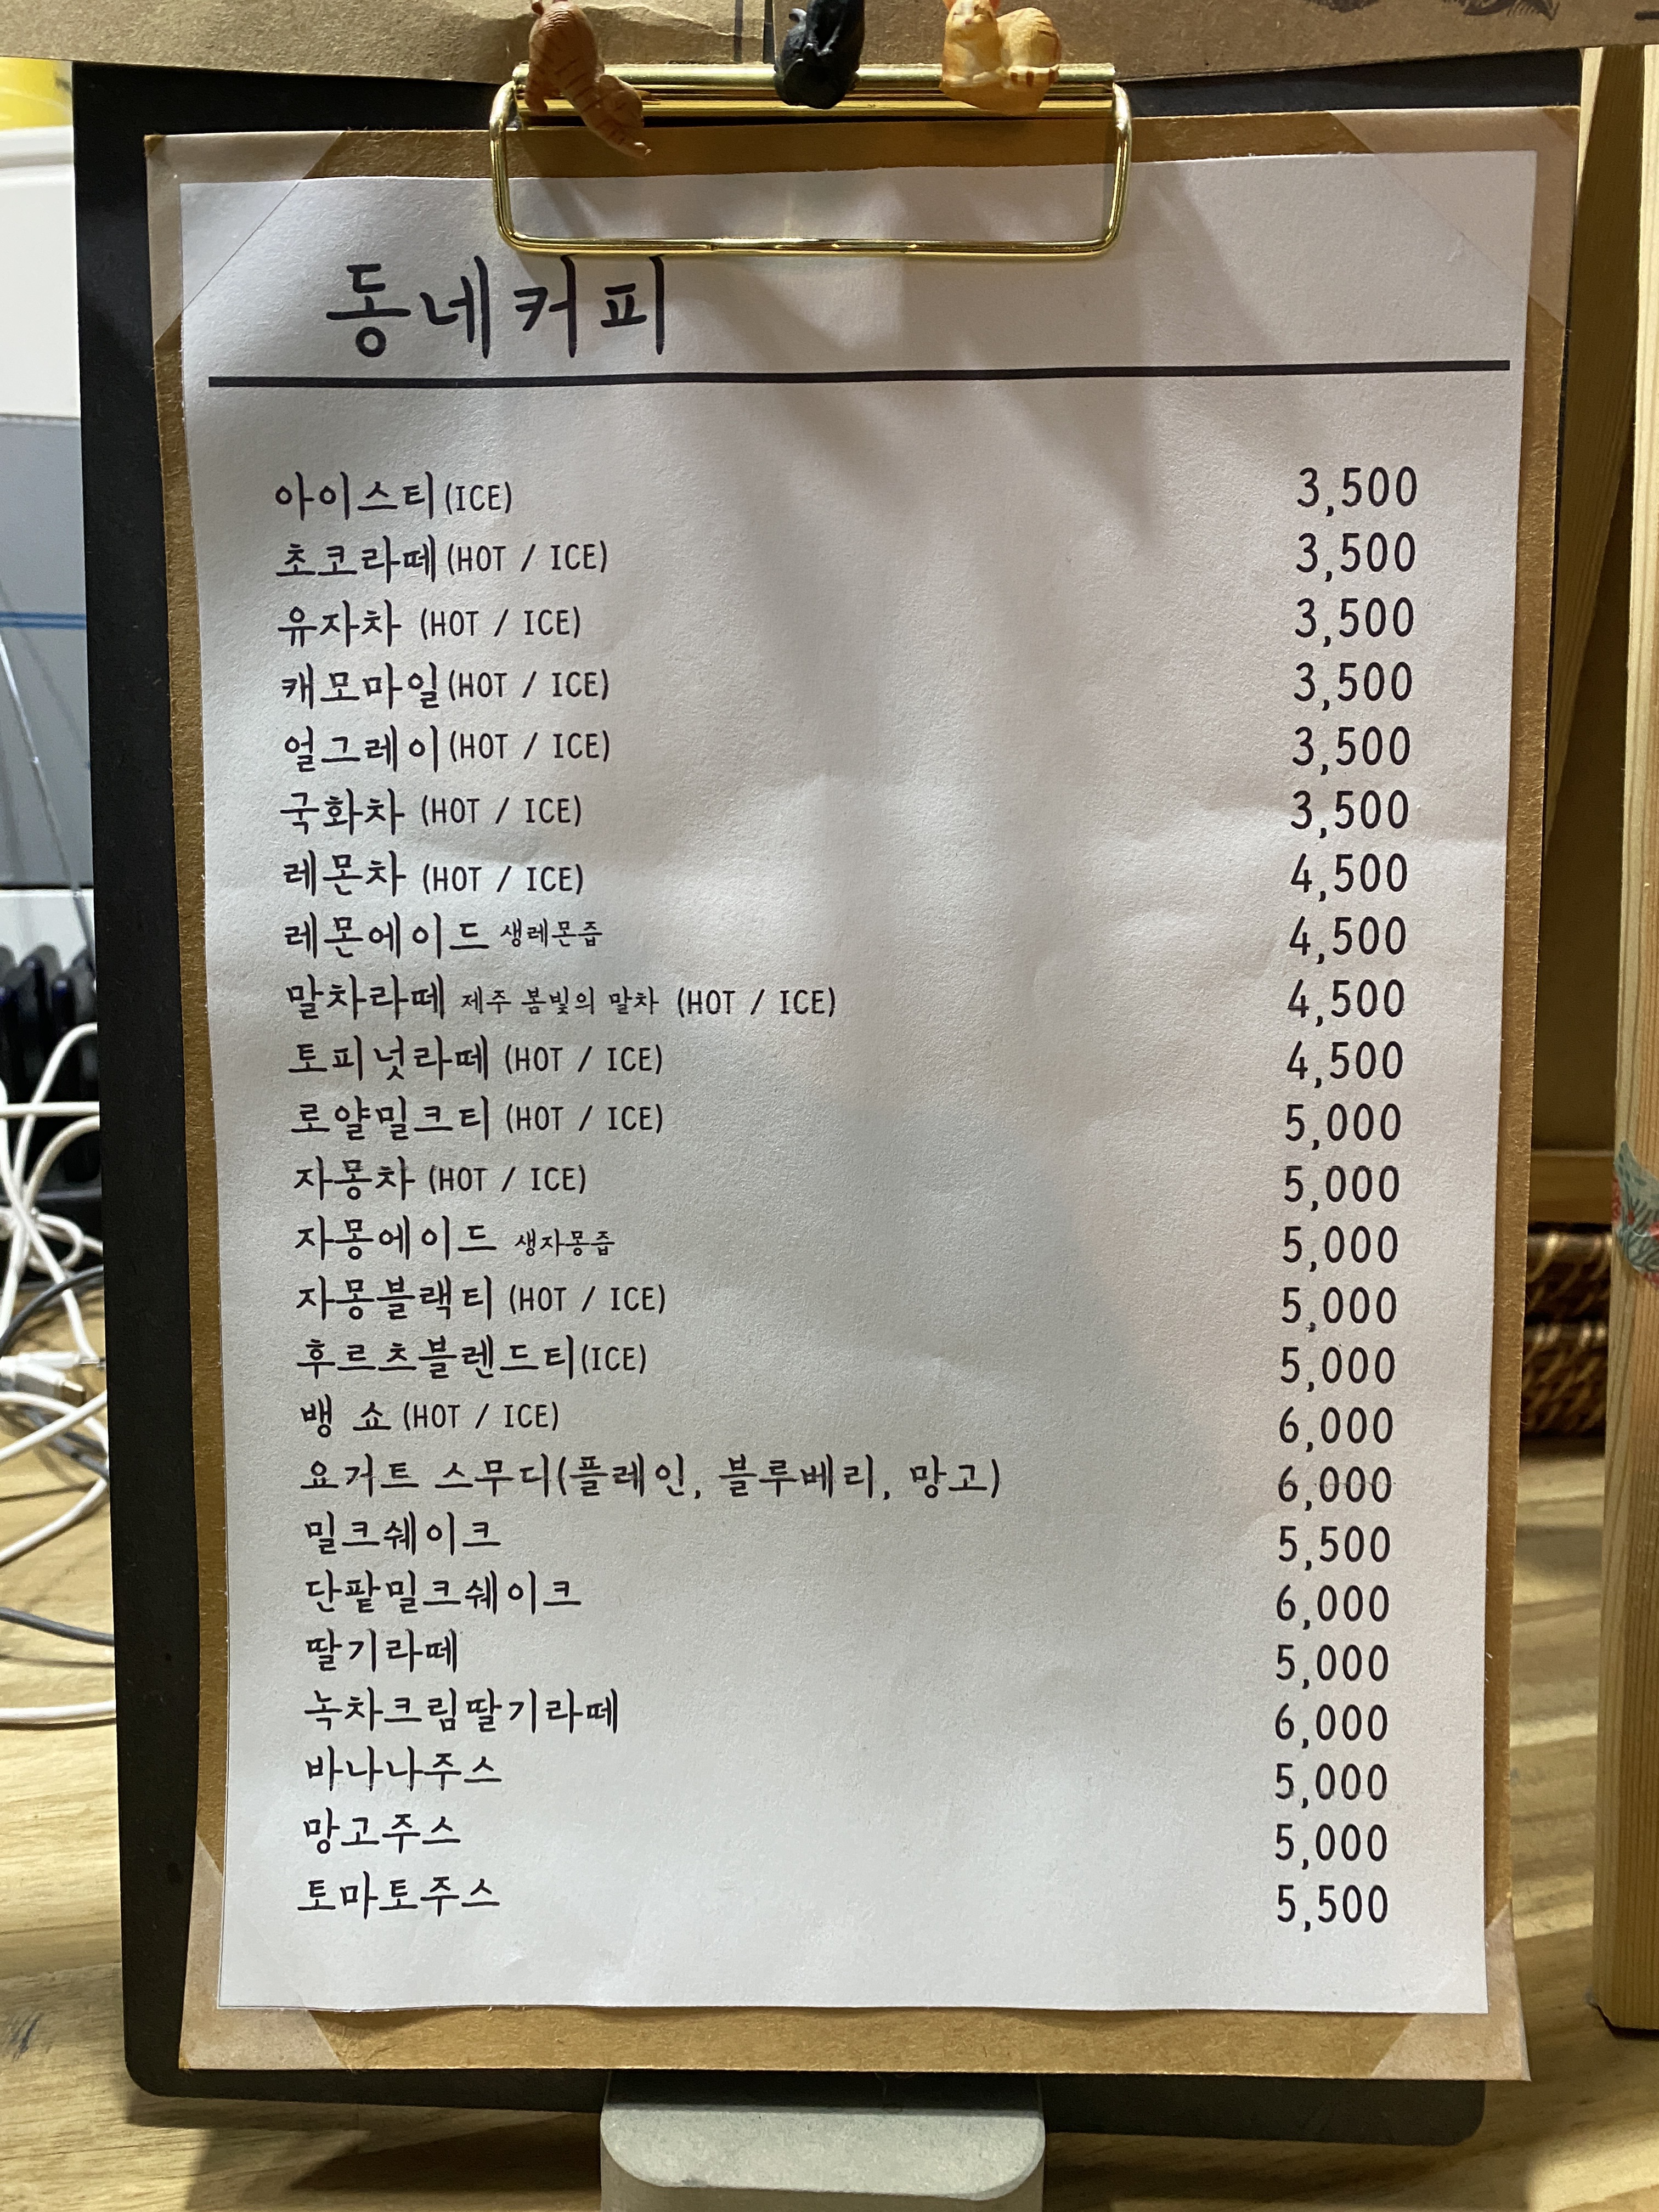 동네커피
아이스티(ICE) 3,500
초코라떼(HOT / ICE) 3,500
유자차 (HOT / ICE) 3,500
캐모마일(HOT / ICE) 3,500
얼그레이(HOT / ICE) 3,500
국화차 (HOT / ICE) 3,500
레몬차 (HOT / ICE) 4,500
레몬에이드 생레몬즙 4,500
말차라떼 제주 봄빛의 말차 (HOT / ICE) 4,500
토피넛라떼 (HOT / ICE) 4,500
로얄밀크티 (HOT / ICE) 5,000
자몽차 (HOT / ICE) 5,000
자몽에이드 생자몽즙 5,000
자몽블랙티 (HOT / ICE) 5,000
후르츠블렌드티(ICE) 5,000
뱅 쇼 (HOT / ICE) 6,000
요거트 스무디(플레인, 블루베리, 망고) 6,000
밀크쉐이크 5,500
단팥밀크쉐이크 6,000
딸기라떼 5,000
녹차크림딸기라떼 6,000
바나나주스 5,000
망고주스 5,000
토마토주스 5,500